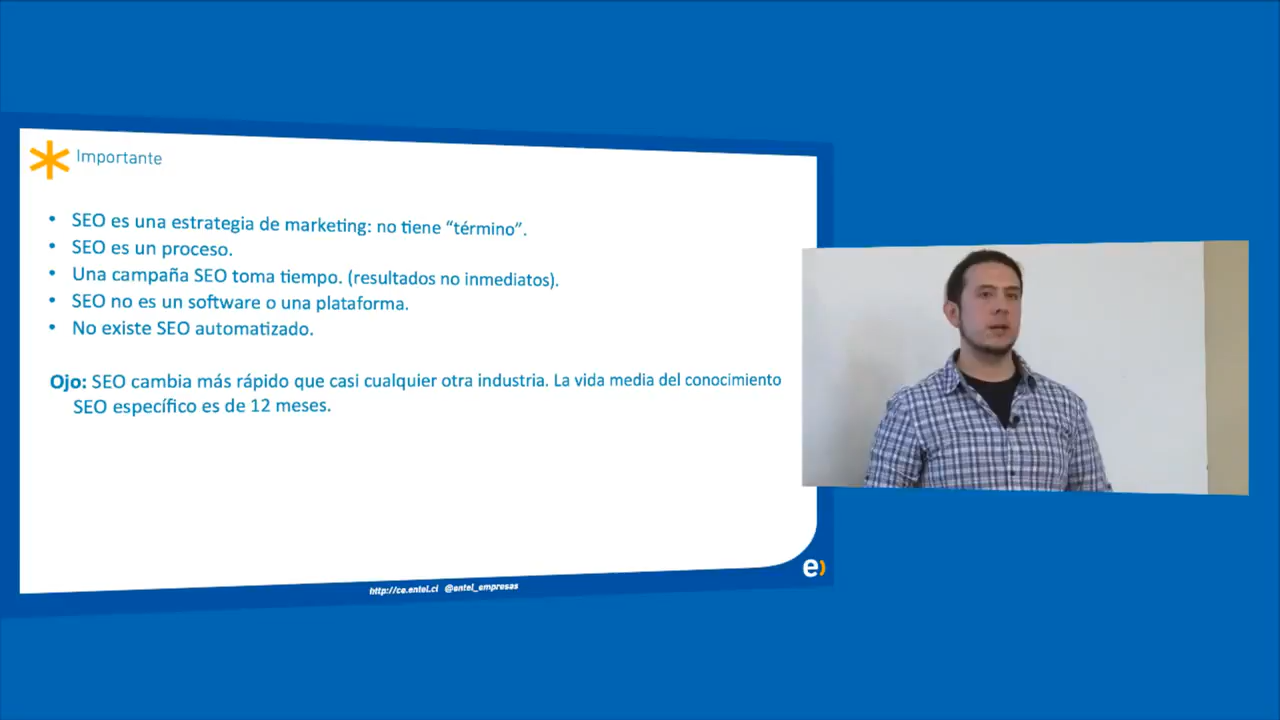 Importante
• SEO es una estrategia de marketing: no tiene “término”.
• SEO es un proceso.
• Una campaña SEO toma tiempo. (resultados no inmediatos).
• SEO no es un software o una plataforma.
• No existe SEO automatizado.
Ojo: SEO cambia más rápido que casi cualquier otra industria. La vida media del conocimiento
SEO específico es de 12 meses.
http://ce.entel.cl @entel_empresas
e)